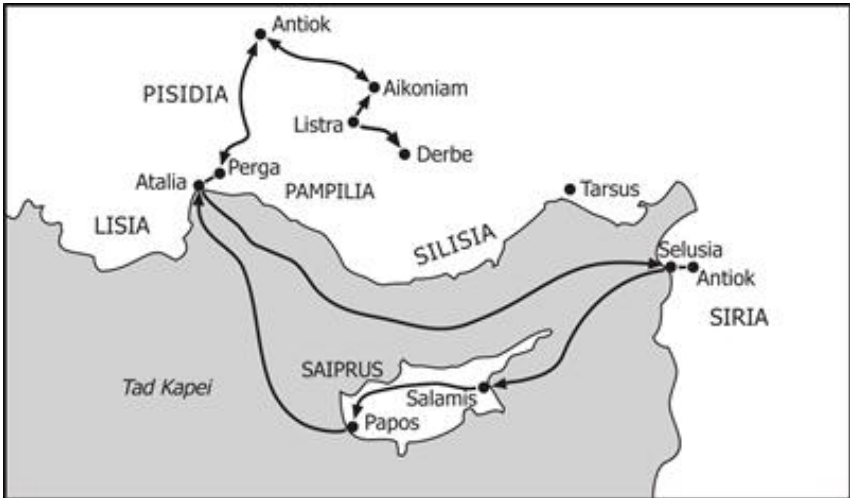 Antiok
PISIDIA
Aikoniam
Listra
Derbe
Perga
Atalia
PAMPILIA
Tarsus
LISIA
SILISIA
Selusia
Antiok
SIRIA
SAIPRUS
Tad Kapei
Salamis
Papos